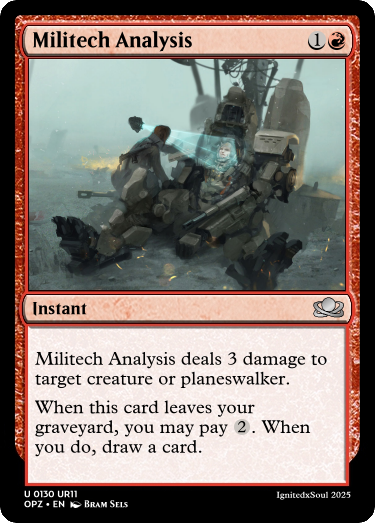 Militech Analysis 1
Instant
Militech Analysis deals 3 damage to
target creature or planeswalker.
When this card leaves your
graveyard, you may pay 2. When
you do, draw a card.
U 0130 UR11
OPZ • EN Bram Sels
IgnitedxSoul 2025